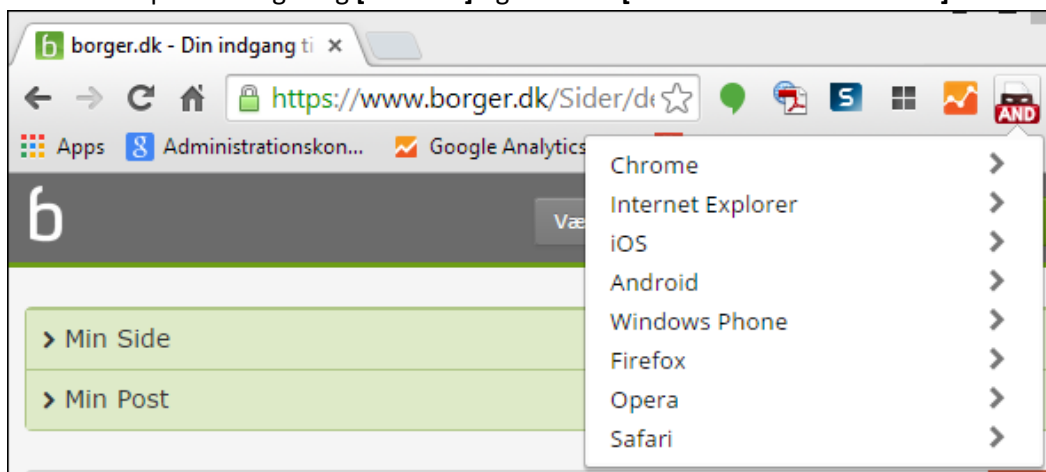 borger.dk - Din indgang ti
https://www.borger.dk/Sider/de
AND
Apps Administrationskon... Google Analytics
Chrome
Internet Explorer
iOS
Android
Windows Phone
Firefox
Opera
Safari
b
Væ
Min Side
Min Post